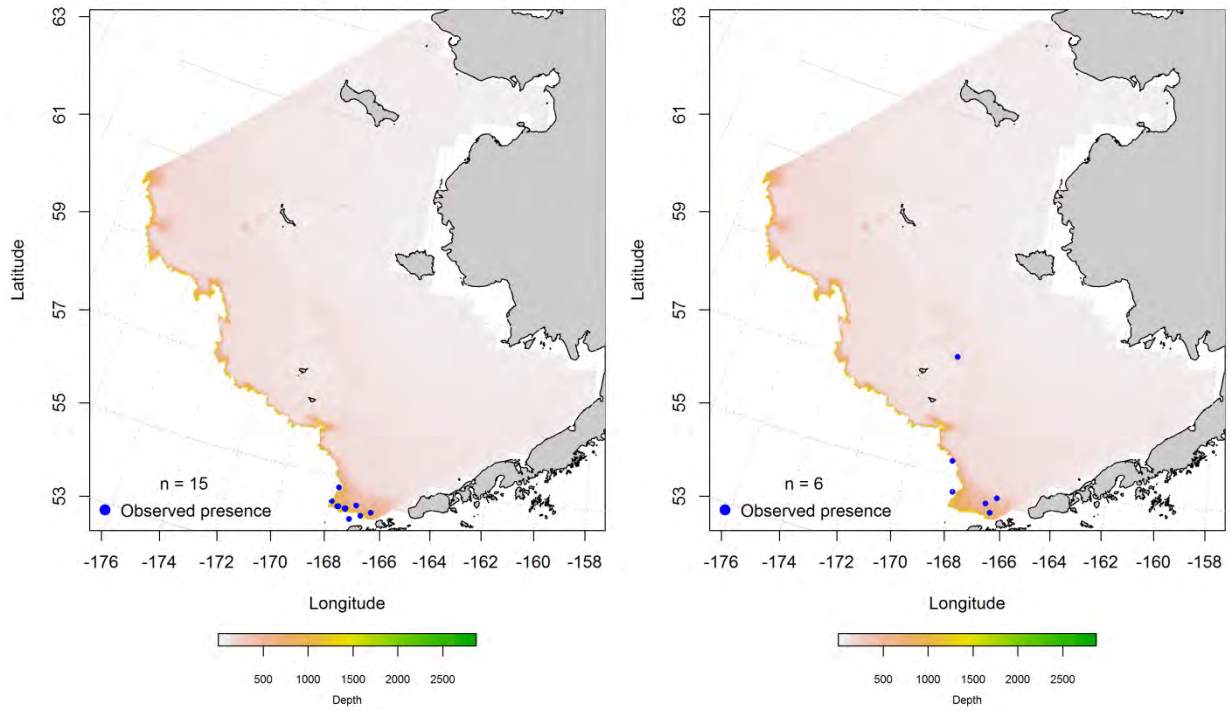 63
61
59
57
55
53
Latitude
n = 15
Observed presence
-176 -174 -172 -170 -168 -166 -164 -162 -160 -158
Longitude
500 1000 1500 2000 2500
Depth
63
61
59
57
55
53
Latitude
n = 6
Observed presence
-176 -174 -172 -170 -168 -166 -164 -162 -160 -158
Longitude
500 1000 1500 2000 2500
Depth